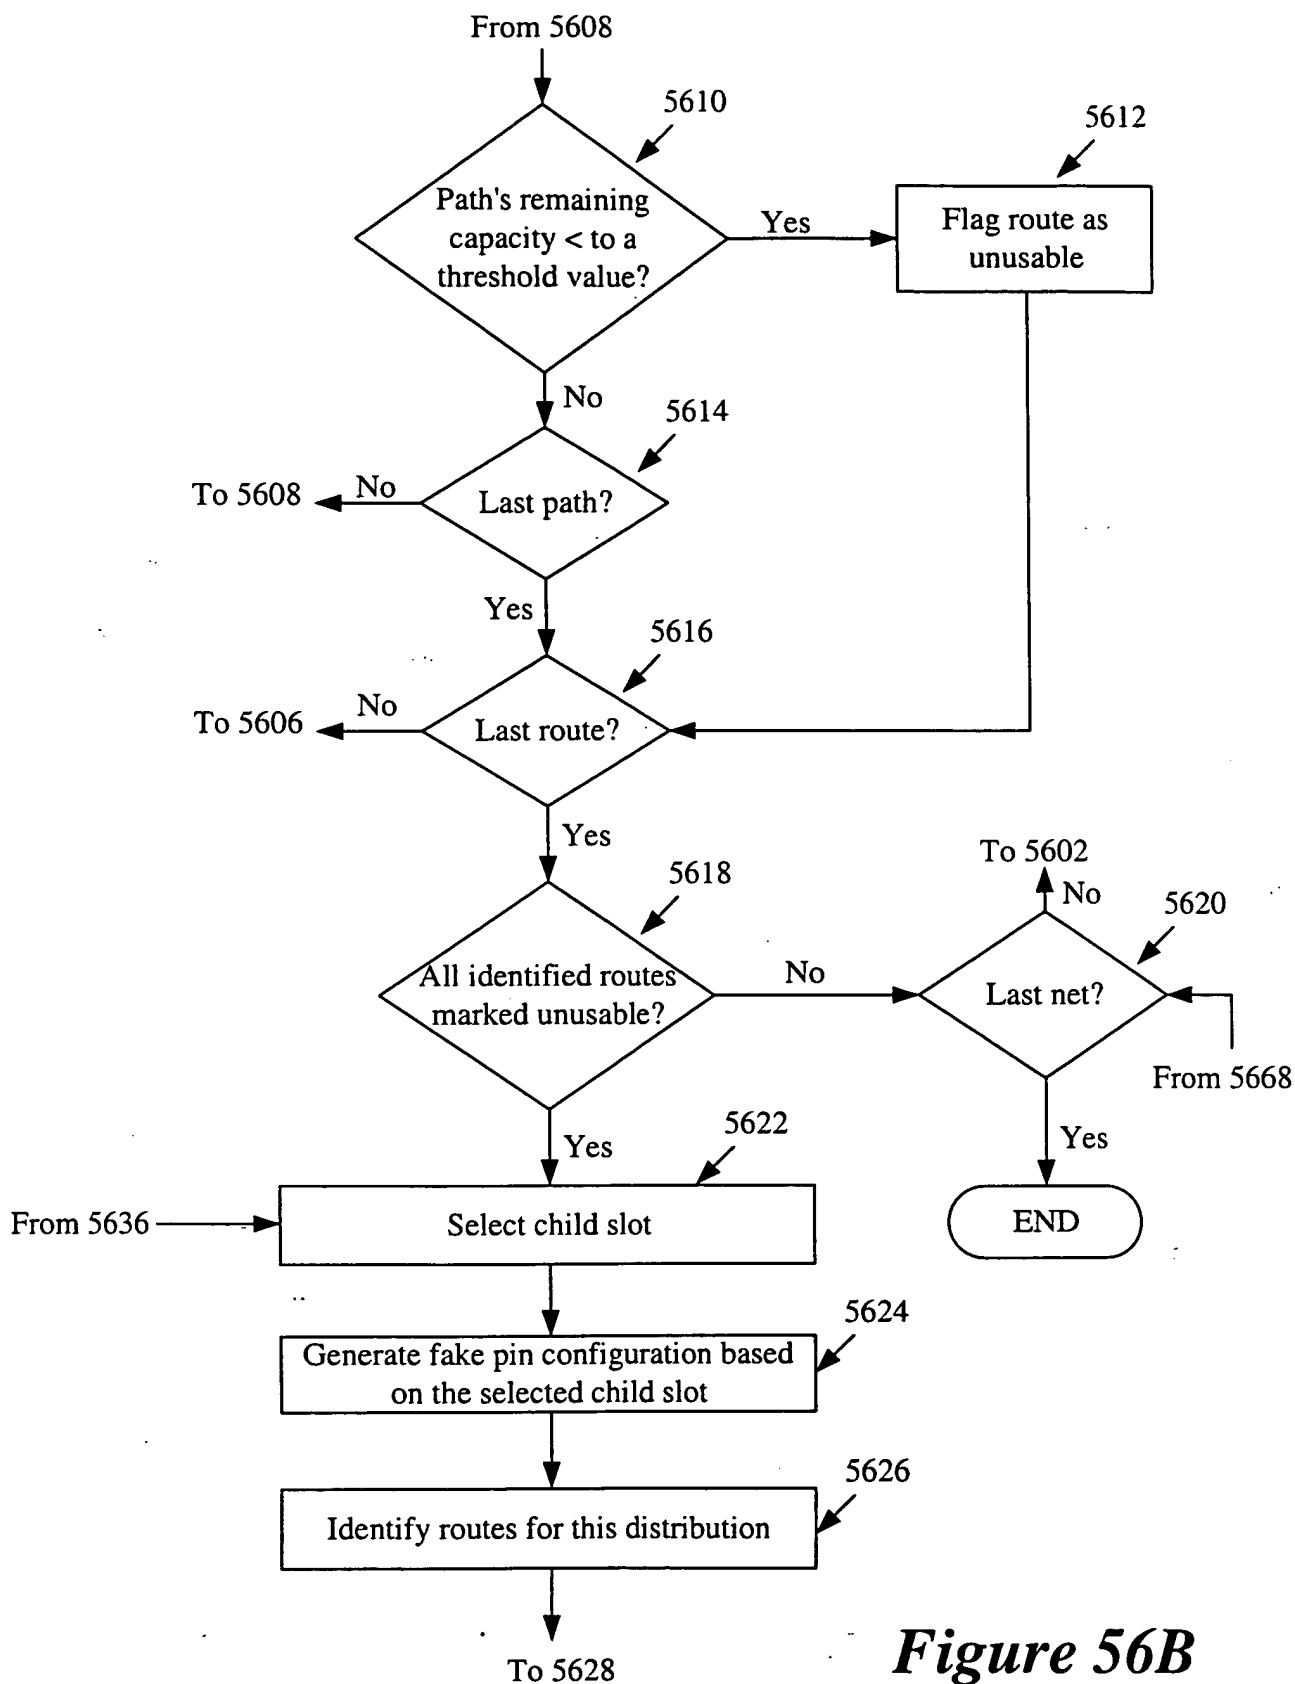 From 5608
5610
5612
Path's remaining
capacity < to a
threshold value?
Yes
Flag route as
unusable
No
5614
To 5608
No
Last path?
Yes
5616
To 5606
No
Last route?
Yes
To 5602
No
5618
5620
All identified routes
marked unusable?
No
Last net?
From 5668
Yes
5622
Yes
From 5636
Select child slot
END
5624
Generate fake pin configuration based
on the selected child slot
5626
Identify routes for this distribution
To 5628
Figure 56B